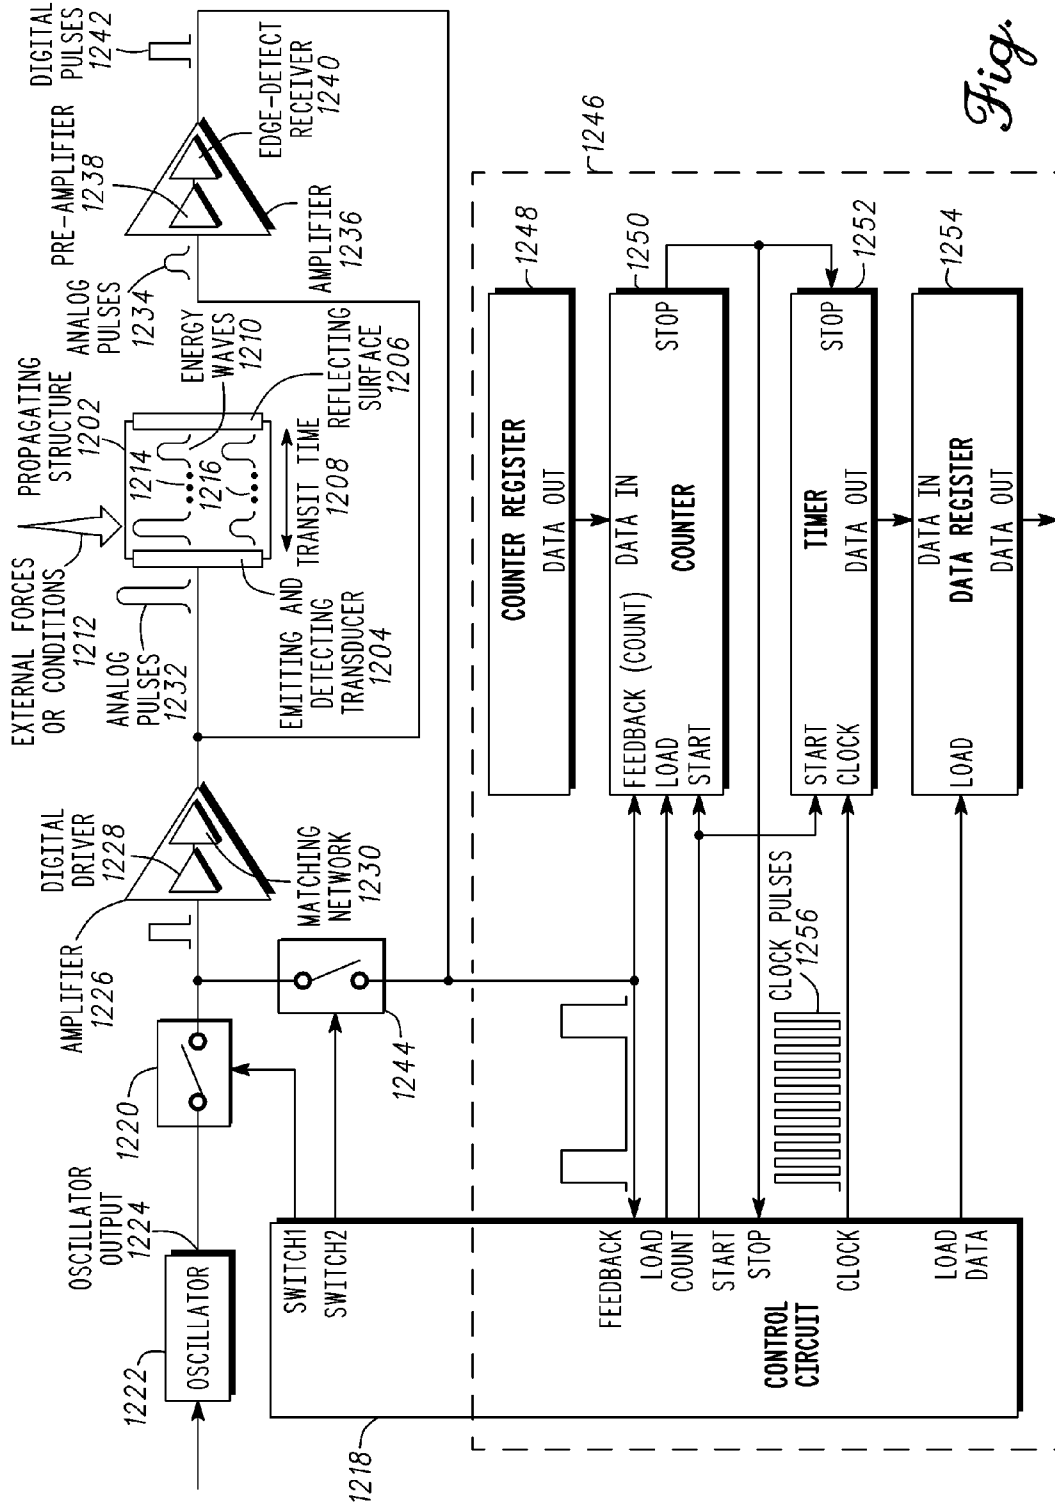 DIGITAL
PULSES
1242
PRE-AMPLIFIER
1238
EDGE-DETECT
RECEIVER
1240
AMPLIFIER
1236
ANALOG
PULSES
1234
ENERGY
WAVES
1210
PROPAGATING
STRUCTURE
1202
1214
1216
REFLECTING
SURFACE
1206
TRANSIT TIME
1208
EXTERNAL FORCES
OR CONDITIONS
1212
ANALOG
PULSES
1232
EMITTING AND
DETECTING
TRANSDUCER
1204
DIGITAL
DRIVER
1228
MATCHING
NETWORK
1230
AMPLIFIER
1226
1220
1244
OSCILLATOR
OUTPUT
1224
OSCILLATOR
1222
1218
SWITCH1
SWITCH2
FEEDBACK
LOAD
COUNT
START
STOP
CLOCK
LOAD
DATA
CONTROL
CIRCUIT
CLOCK PULSES
1256
1246
COUNTER REGISTER
DATA OUT
1248
FEEDBACK (COUNT)
LOAD
START
DATA IN
COUNTER
STOP
1250
START
CLOCK
TIMER
DATA OUT
STOP
1252
LOAD
DATA IN
DATA REGISTER
DATA OUT
1254
Fig.